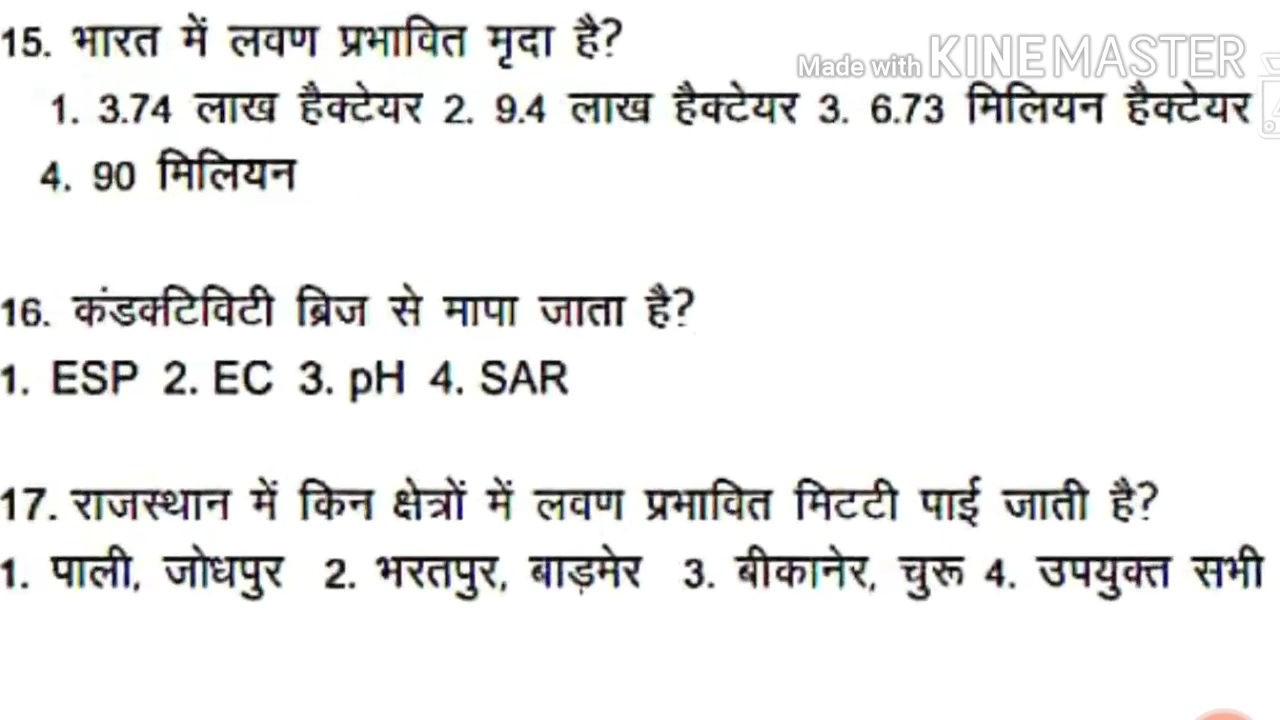 15. भारत में लवण प्रभावित मृदा है?
Made with KINEMASTER
1. 3.74 लाख हैक्टेयर 2. 9.4 लाख हैक्टेयर 3. 6.73 मिलियन हैक्टेयर
4. 90 मिलियन
16. कंडक्टिविटी ब्रिज से मापा जाता है?
1. ESP 2. EC 3. pH 4. SAR
17. राजस्थान में किन क्षेत्रों में लवण प्रभावित मिटटी पाई जाती है?
1. पाली, जोधपुर 2. भरतपुर, बाड़मेर 3. बीकानेर, चुरू 4. उपयुक्त सभी